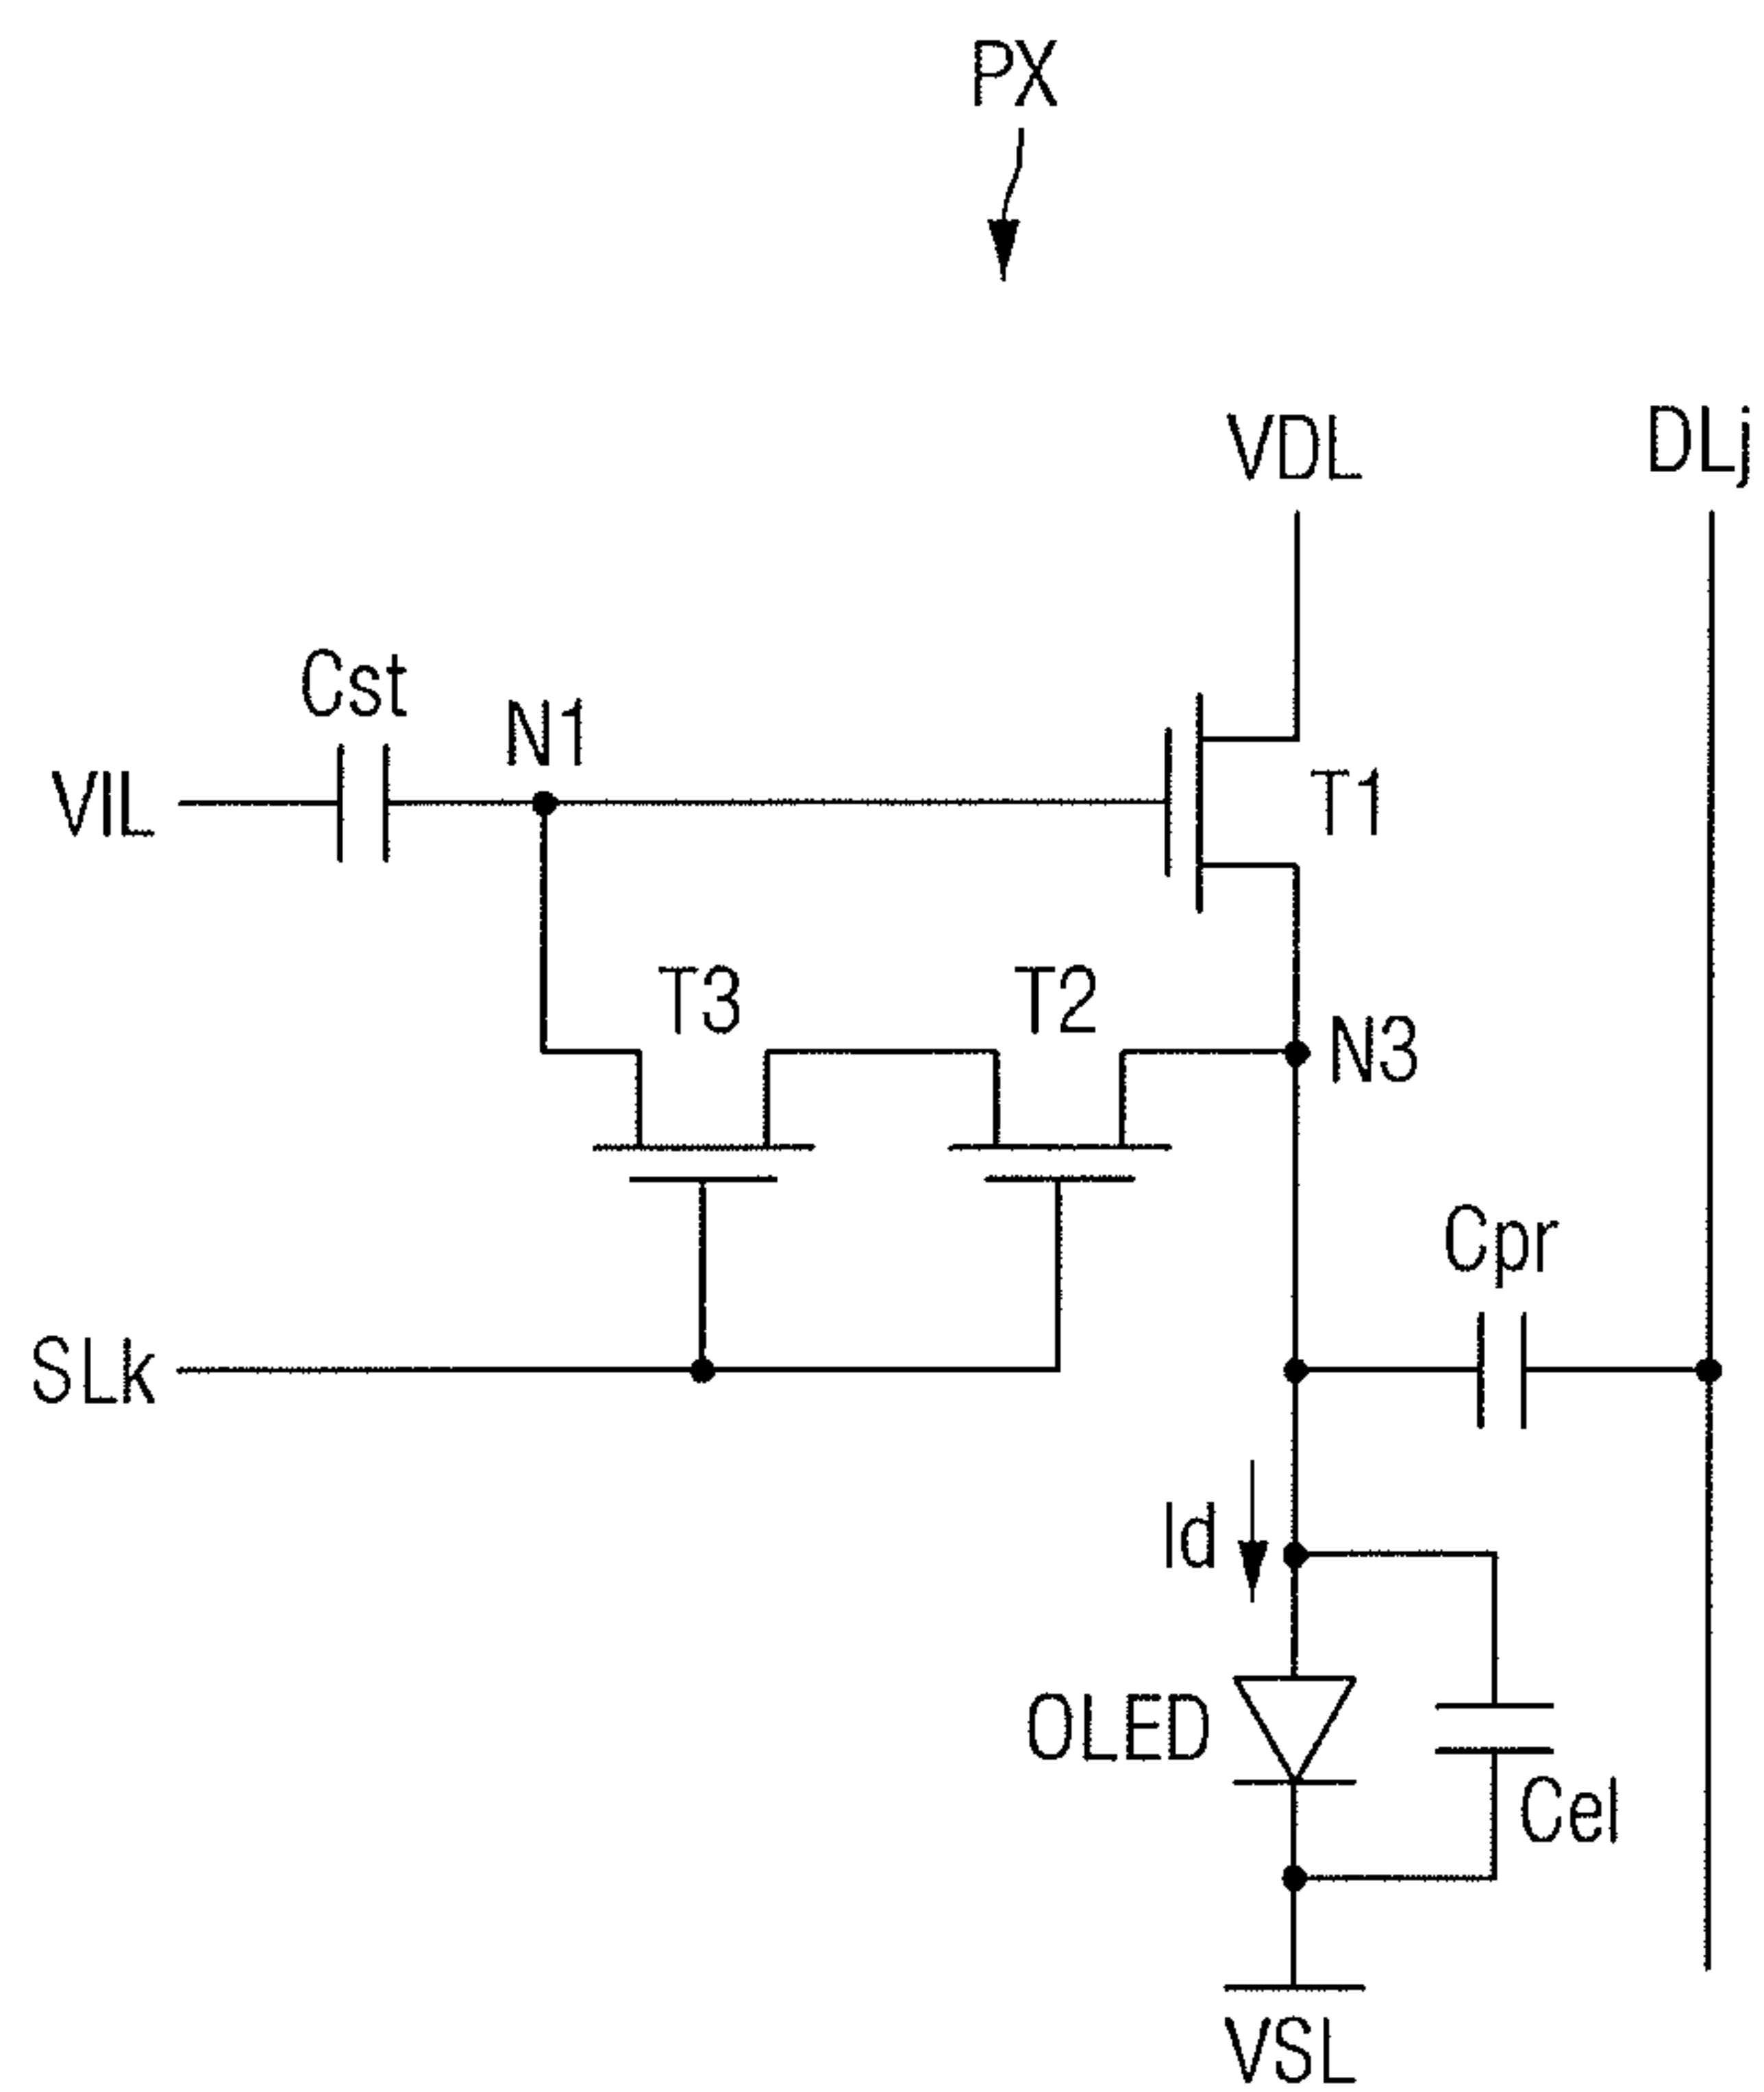 PX
VDL
DLj
Cst
N1
VIL
T1
T3
T2
N3
Cpr
SLk
Id
OLED
Cel
VSL